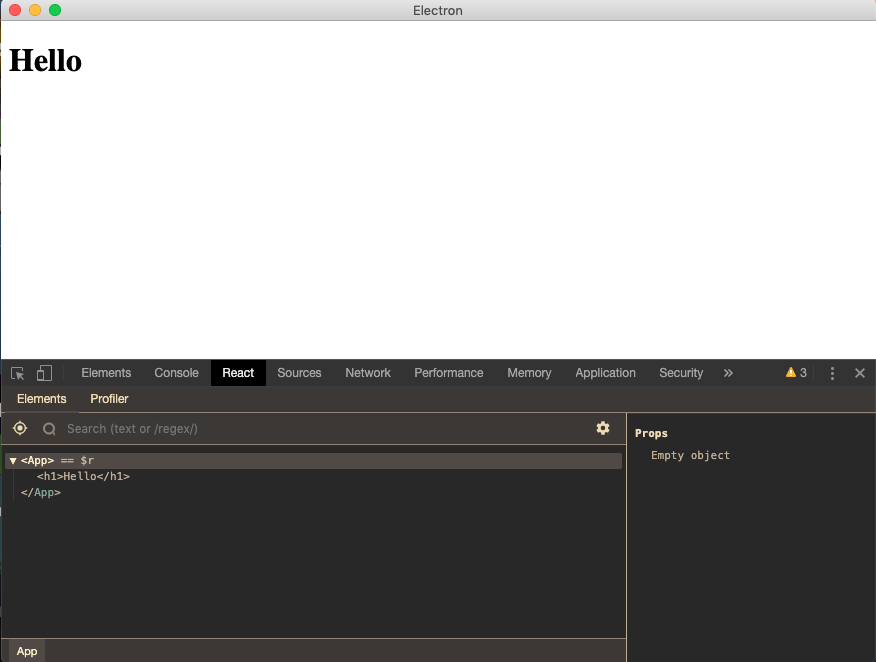 Electron
Hello
Elements Console React Sources Network Performance Memory Application Security » 3
Elements Profiler
Search (text or /regex/)
<App> == $r
<h1>Hello</h1>
</App>
Props
Empty object
App